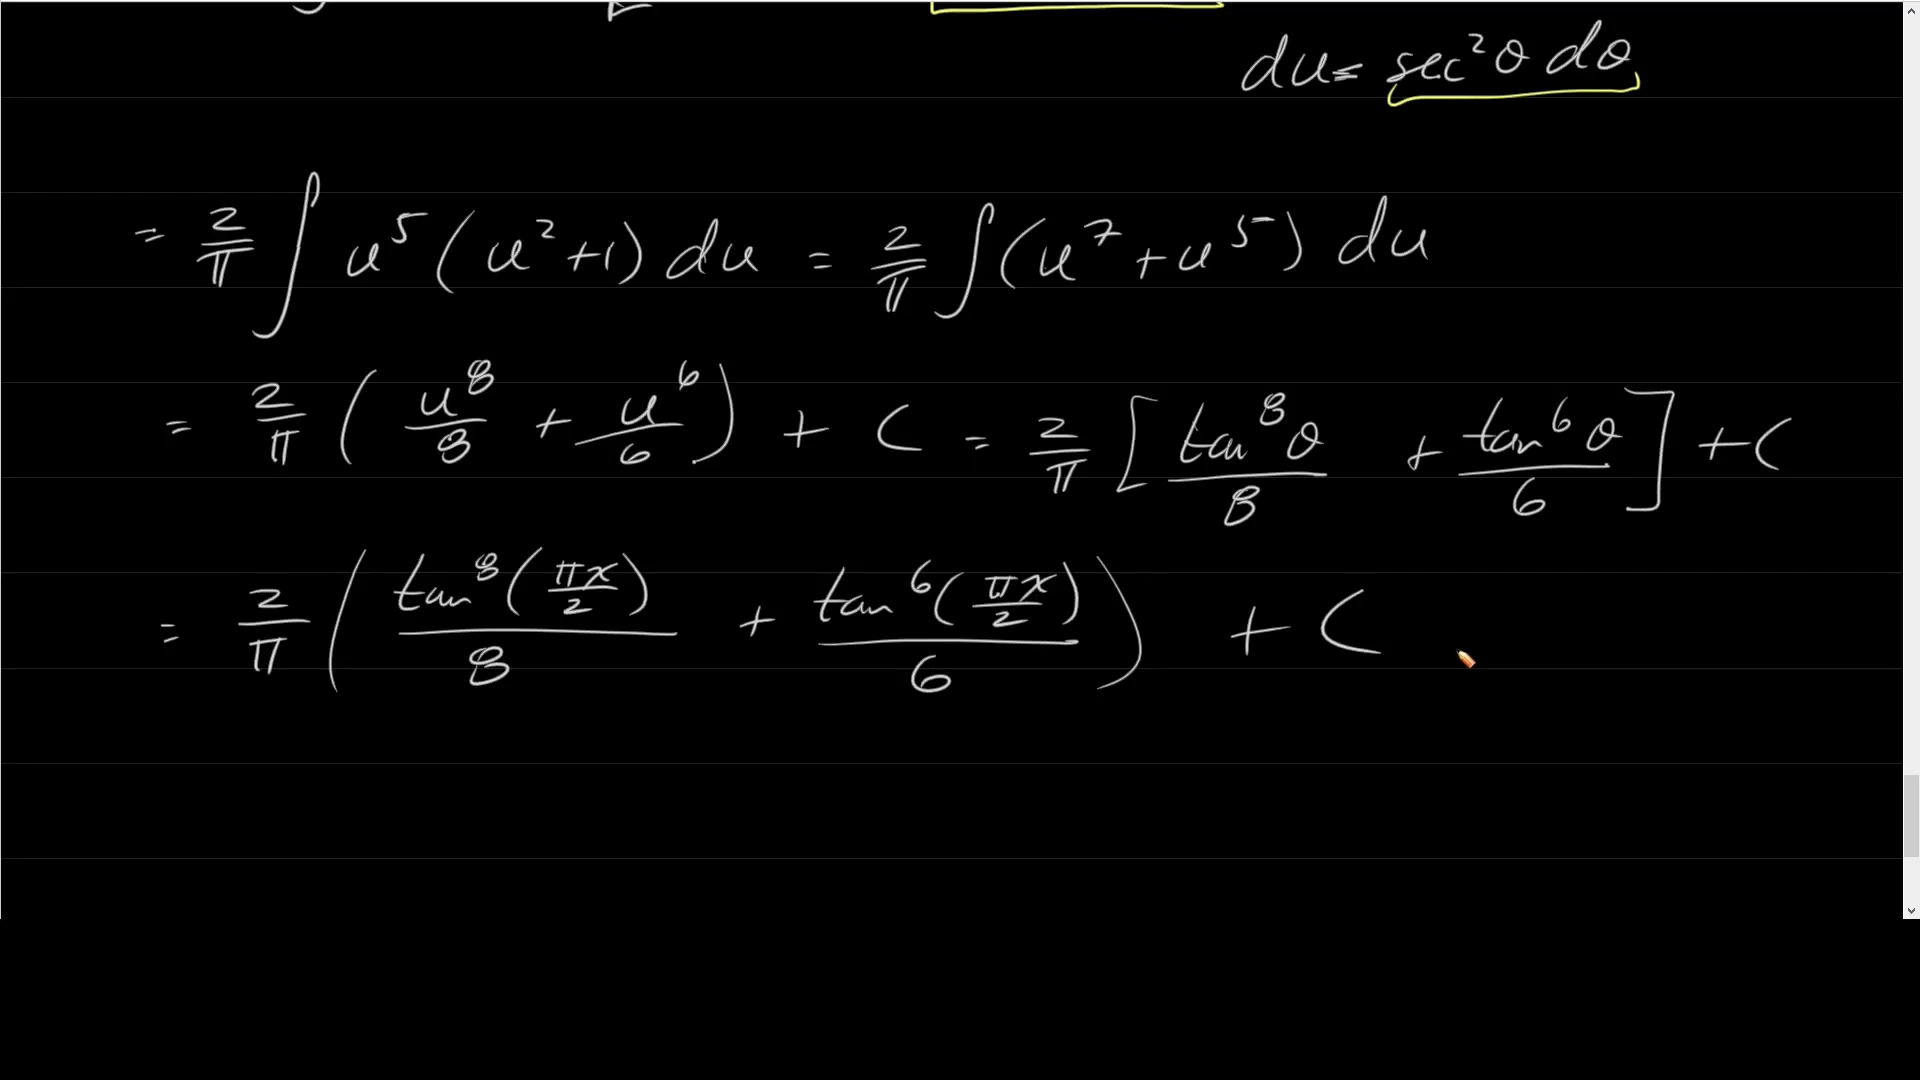 du = sec²θ dθ
= 2/π ∫ u⁵(u²+1) du = 2/π ∫(u⁷+u⁵) du
= 2/π (u⁸/8 + u⁶/6) + C = 2/π [tan⁸θ/8 + tan⁶θ/6] + C
= 2/π (tan⁸(πx/2)/8 + tan⁶(πx/2)/6) + C